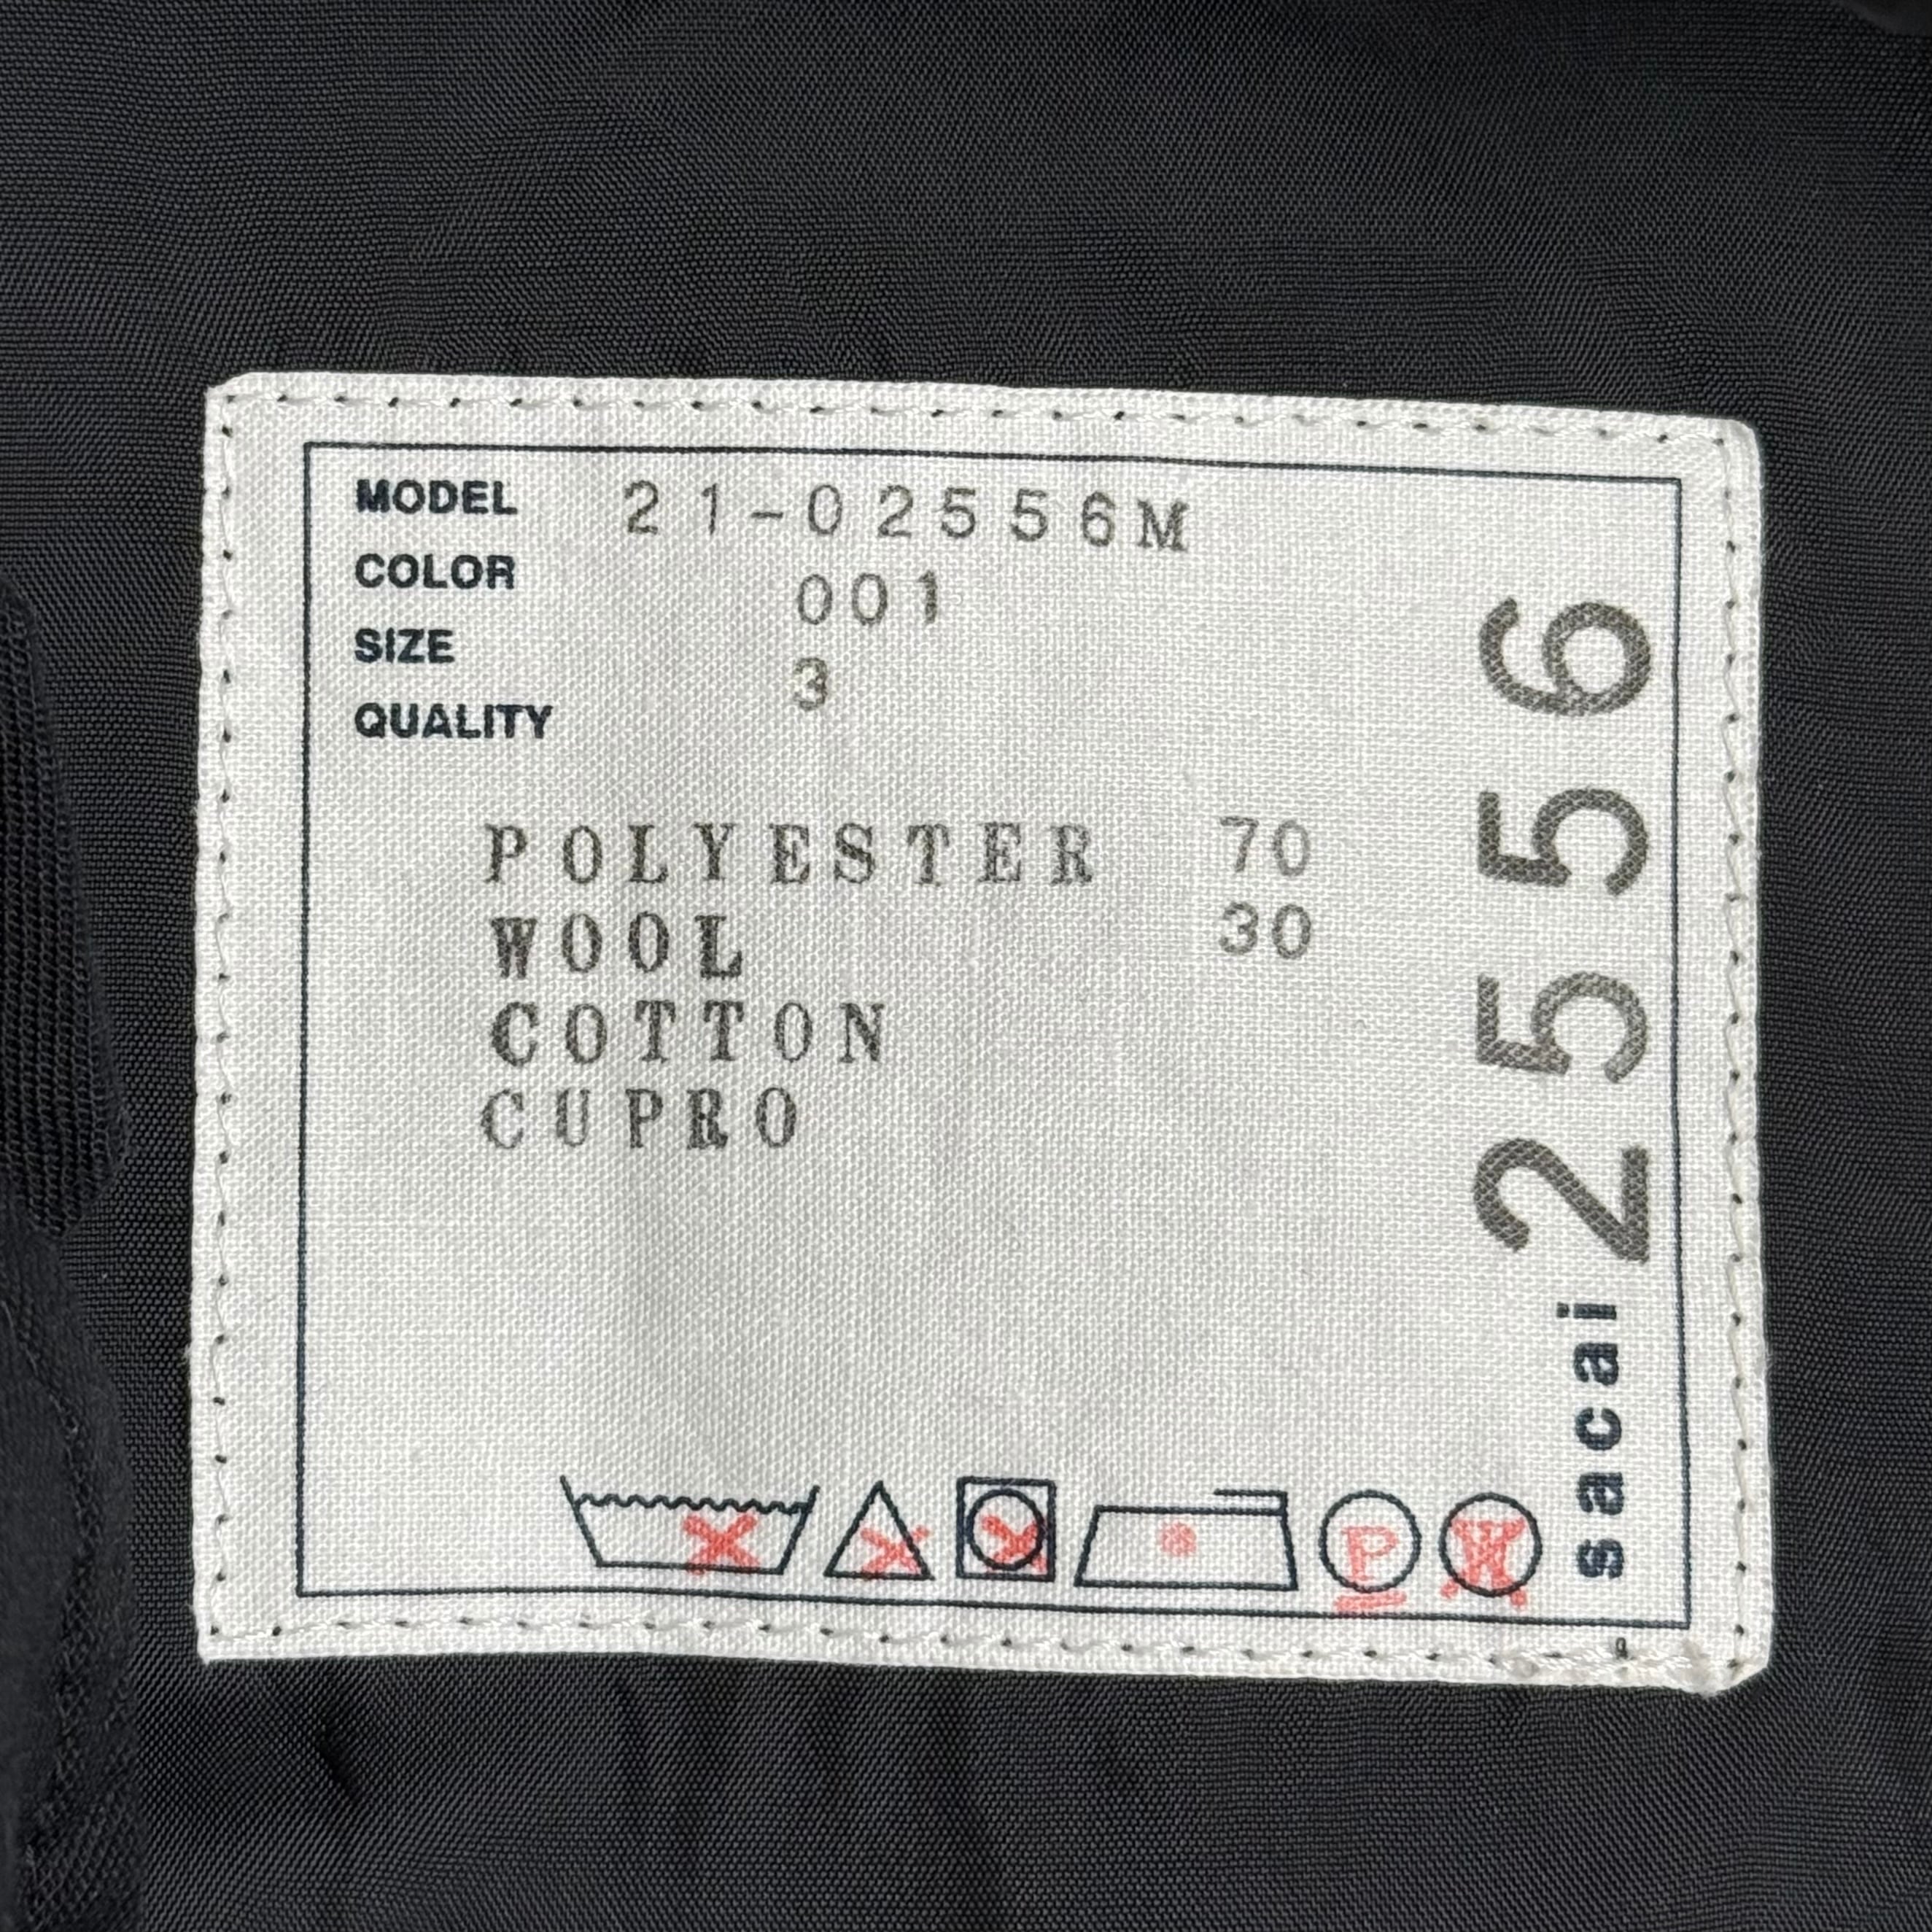 MODEL 21-02556M
COLOR 001
SIZE 3
QUALITY
POLYESTER 70
WOOL 30
COTTON
CUPRO
P W
sacai 2556